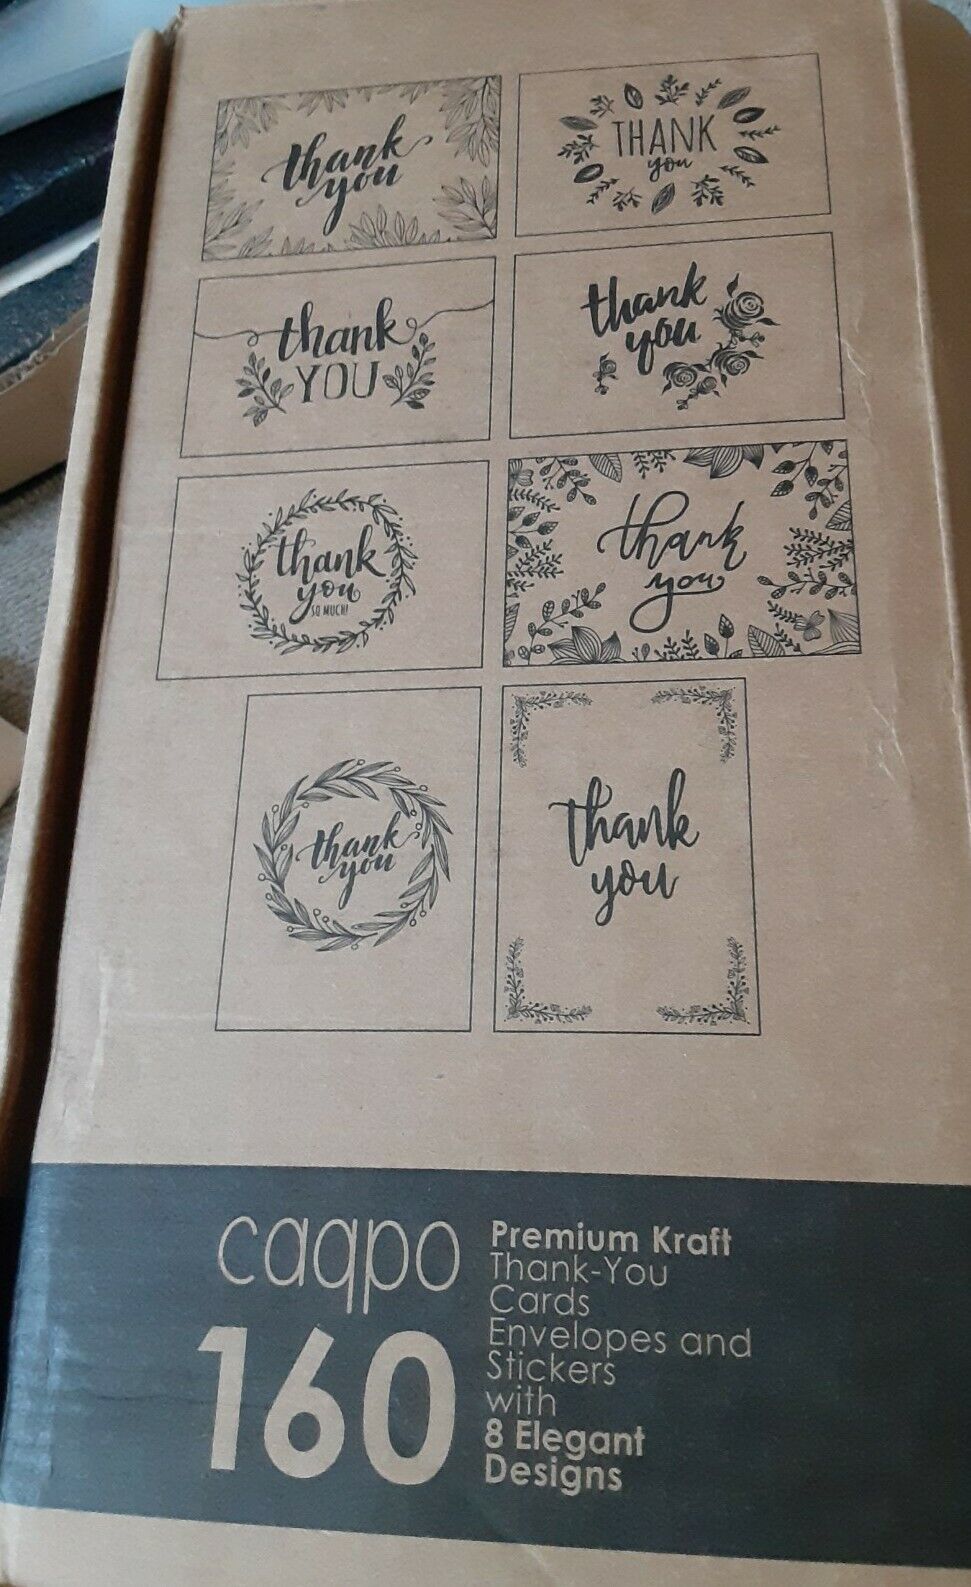 thank
you
THANK
you
thank
YOU
thank
you
thank
you
SO MUCH!
thank
you
thank
you
thank
you
caqpo
160
Premium Kraft
Thank-You
Cards
Envelopes and
Stickers
with
8 Elegant
Designs